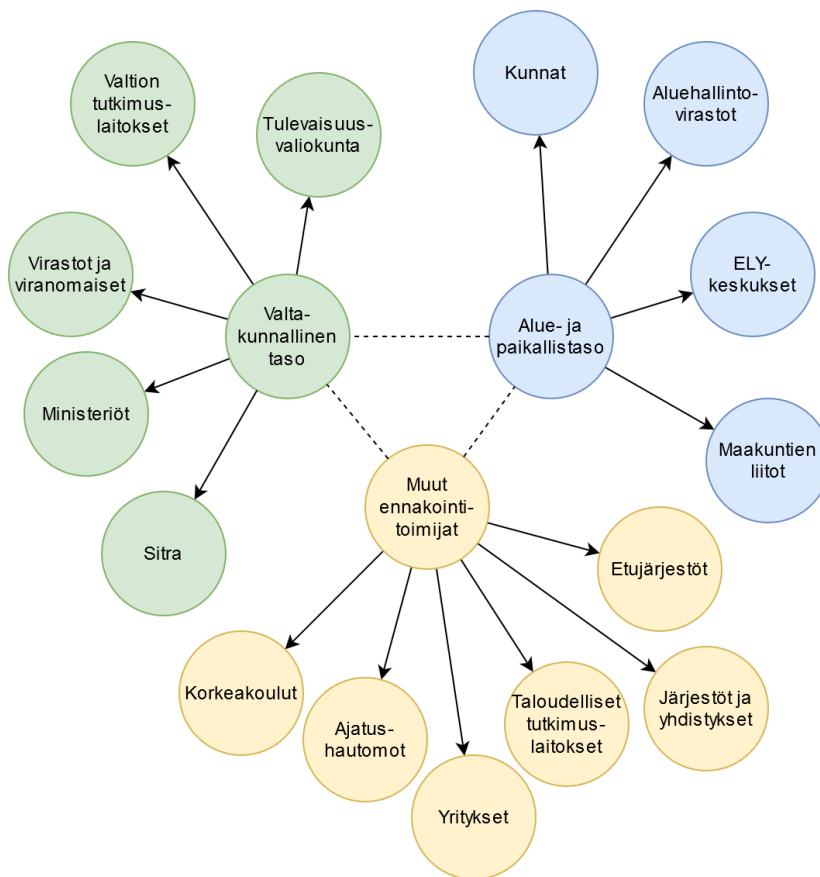 Valtion
tutkimus-
laitokset
Tulevaisuus-
valiokunta
Kunnat
Aluehallinto-
virastot
Virastot ja
viranomaiset
Valta-
kunnallinen
taso
Alue- ja
paikallistaso
ELY-
keskukset
Ministeriöt
Maakuntien
liitot
Sitra
Muut
ennakointi-
toimijat
Etujärjestöt
Korkeakoulut
Ajatus-
hautomot
Yritykset
Taloudelliset
tutkimus-
laitokset
Järjestöt ja
yhdistykset